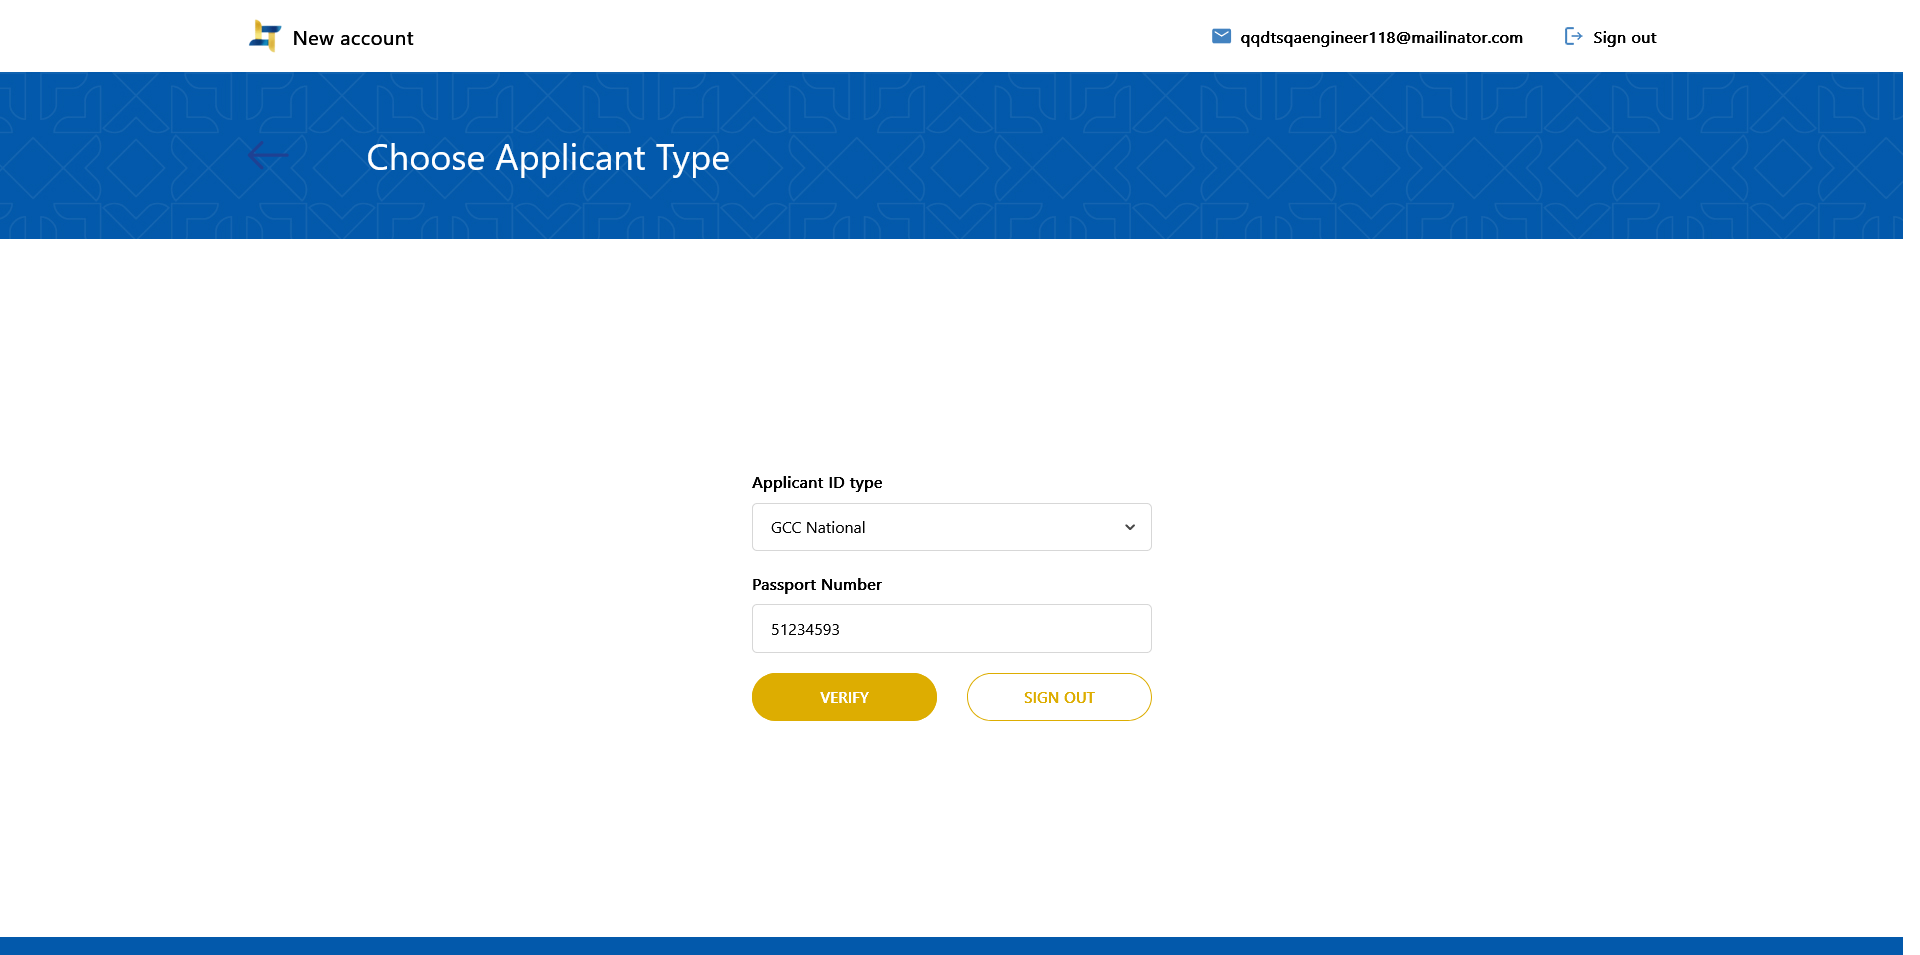 New account
qqdtsqaengineer118@mailinator.com
Sign out
Choose Applicant Type
Applicant ID type
GCC National
Passport Number
51234593
VERIFY
SIGN OUT